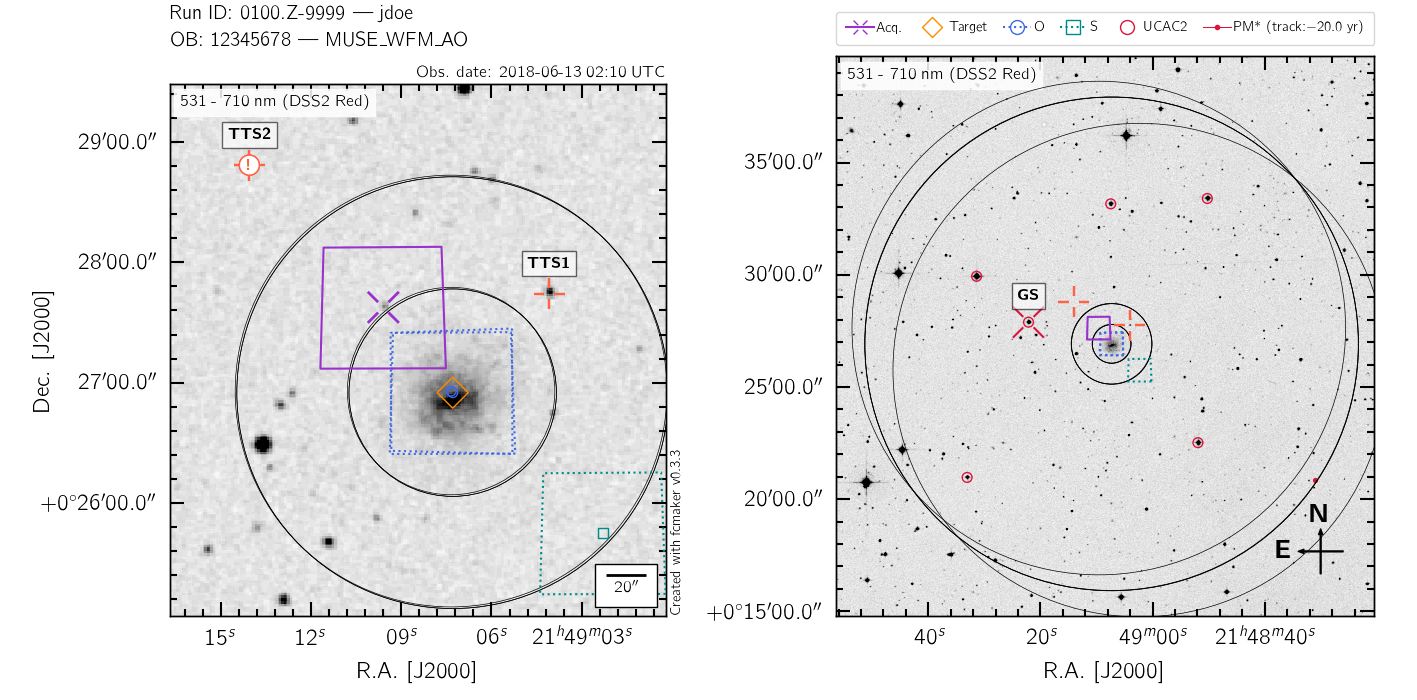 Run ID: 0100.Z-9999 — jdoe
OB: 12345678 — MUSE_WFM_AO
Obs. date: 2018-06-13 02:10 UTC
531 - 710 nm (DSS2 Red)
TTS2
!
TTS1
29′00.0″
28′00.0″
27′00.0″
+0°26′00.0″
Dec. [J2000]
20″
Created with fcmaker v0.3.3
15ˢ 12ˢ 09ˢ 06ˢ 21ʰ49ᵐ03ˢ
R.A. [J2000]
Acq. Target O S UCAC2 PM* (track:−20.0 yr)
531 - 710 nm (DSS2 Red)
GS
35′00.0″
30′00.0″
25′00.0″
20′00.0″
+0°15′00.0″
N
E
40ˢ 20ˢ 49ᵐ00ˢ 21ʰ48ᵐ40ˢ
R.A. [J2000]